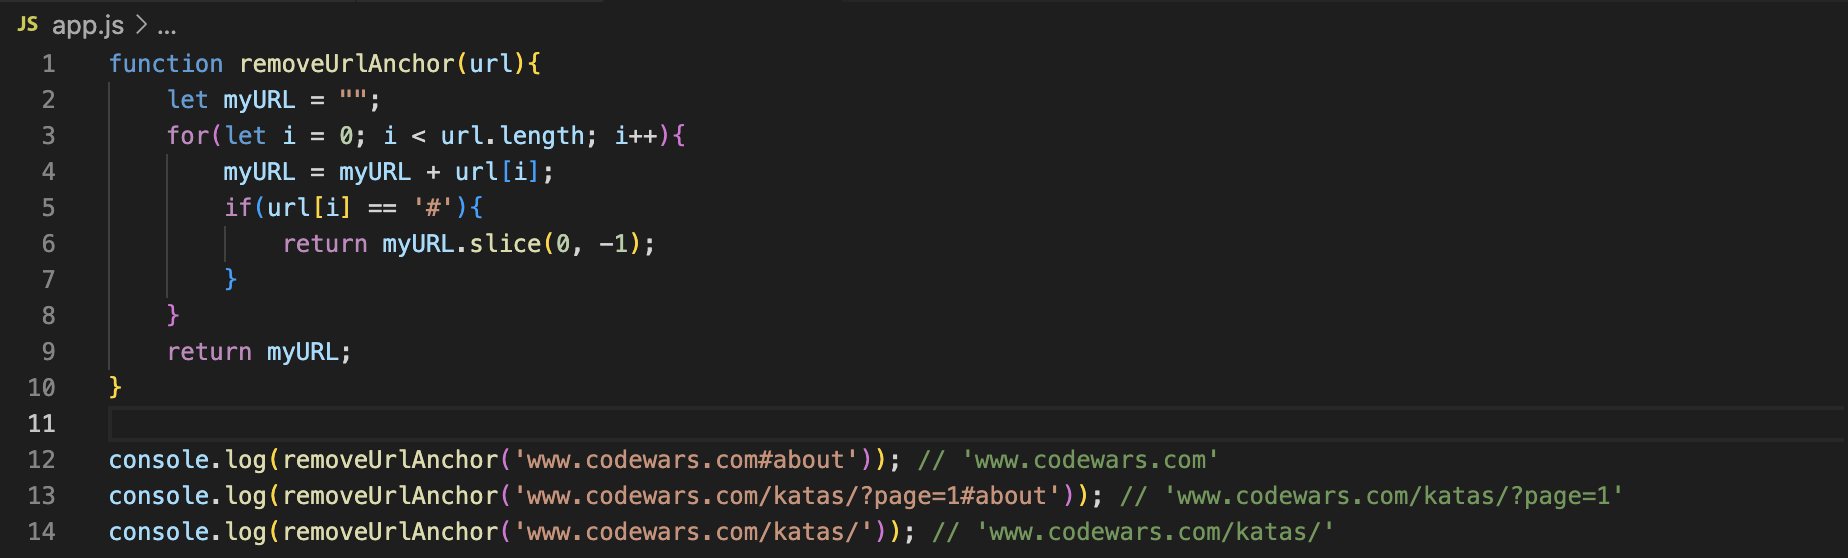 JS app.js > ...
1 function removeUrlAnchor(url){
2     let myURL = "";
3     for(let i = 0; i < url.length; i++){
4         myURL = myURL + url[i];
5         if(url[i] == '#'){
6             return myURL.slice(0, -1);
7         }
8     }
9     return myURL;
10 }
11
12 console.log(removeUrlAnchor('www.codewars.com#about')); // 'www.codewars.com'
13 console.log(removeUrlAnchor('www.codewars.com/katas/?page=1#about')); // 'www.codewars.com/katas/?page=1'
14 console.log(removeUrlAnchor('www.codewars.com/katas/')); // 'www.codewars.com/katas/'